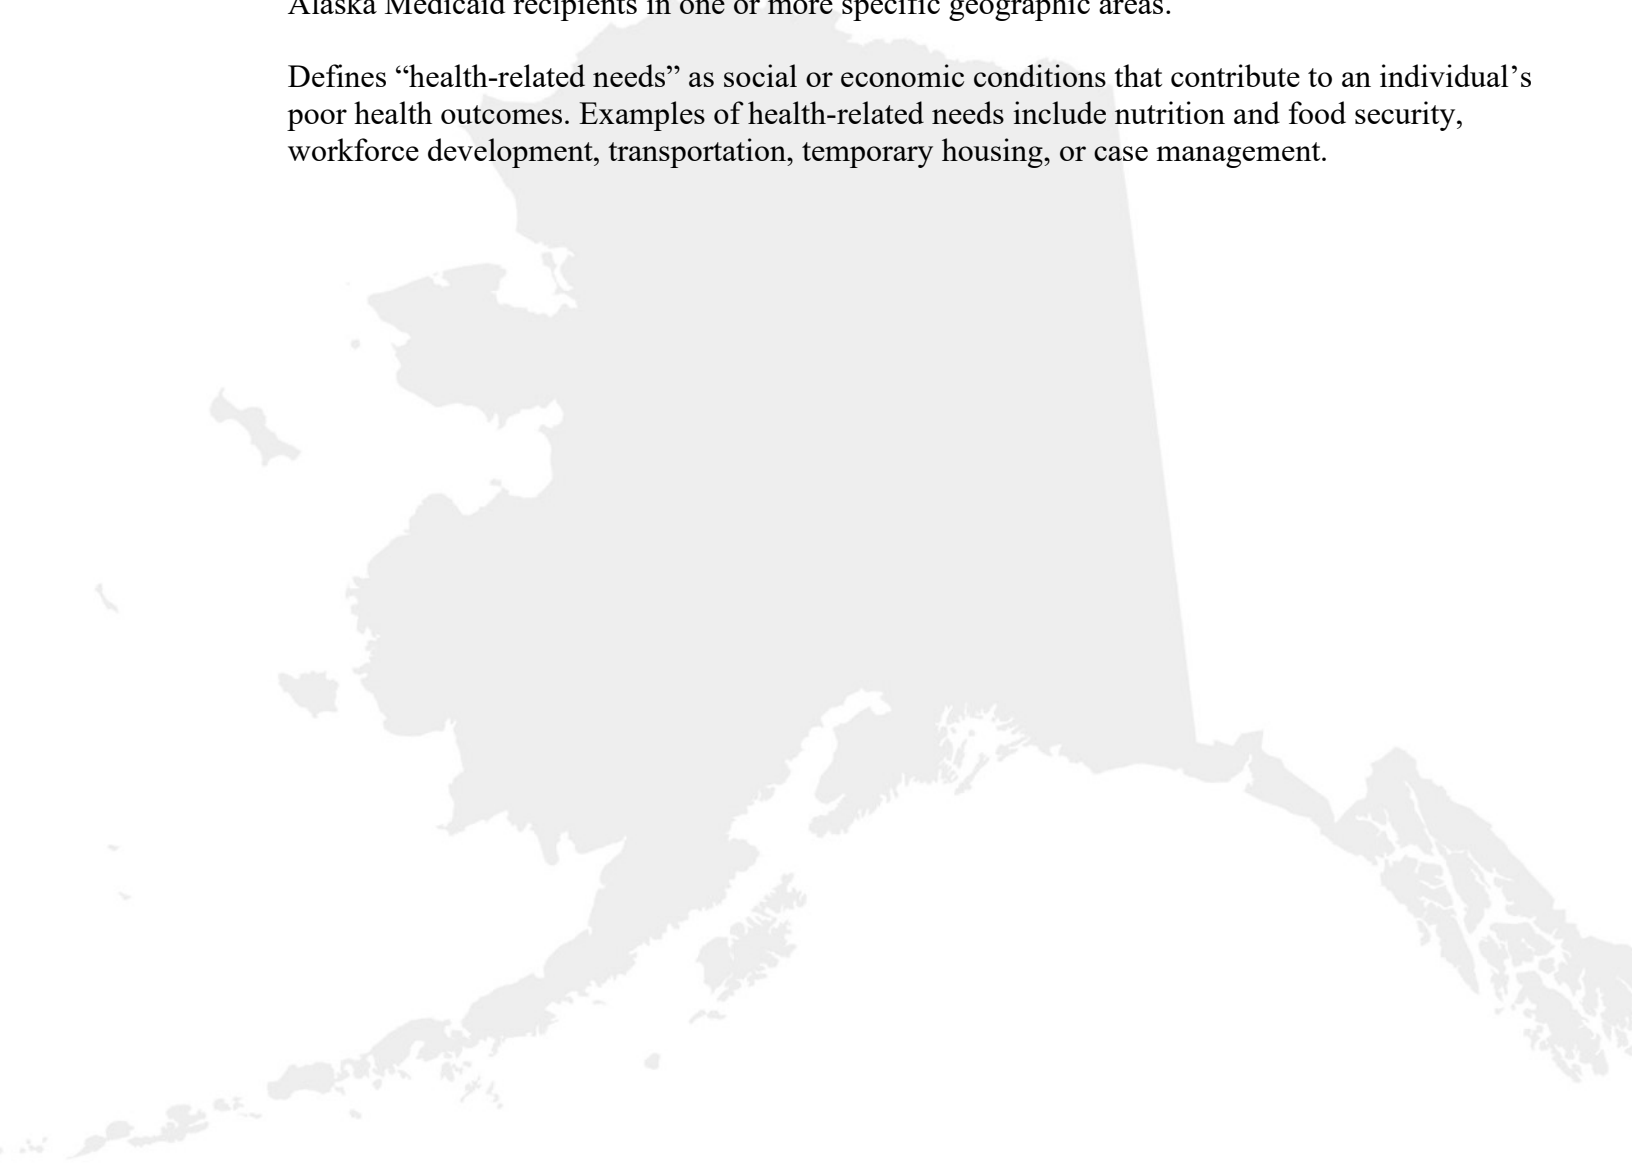 Alaska Medicaid recipients in one or more specific geographic areas.
Defines “health-related needs” as social or economic conditions that contribute to an individual’s
poor health outcomes. Examples of health-related needs include nutrition and food security,
workforce development, transportation, temporary housing, or case management.